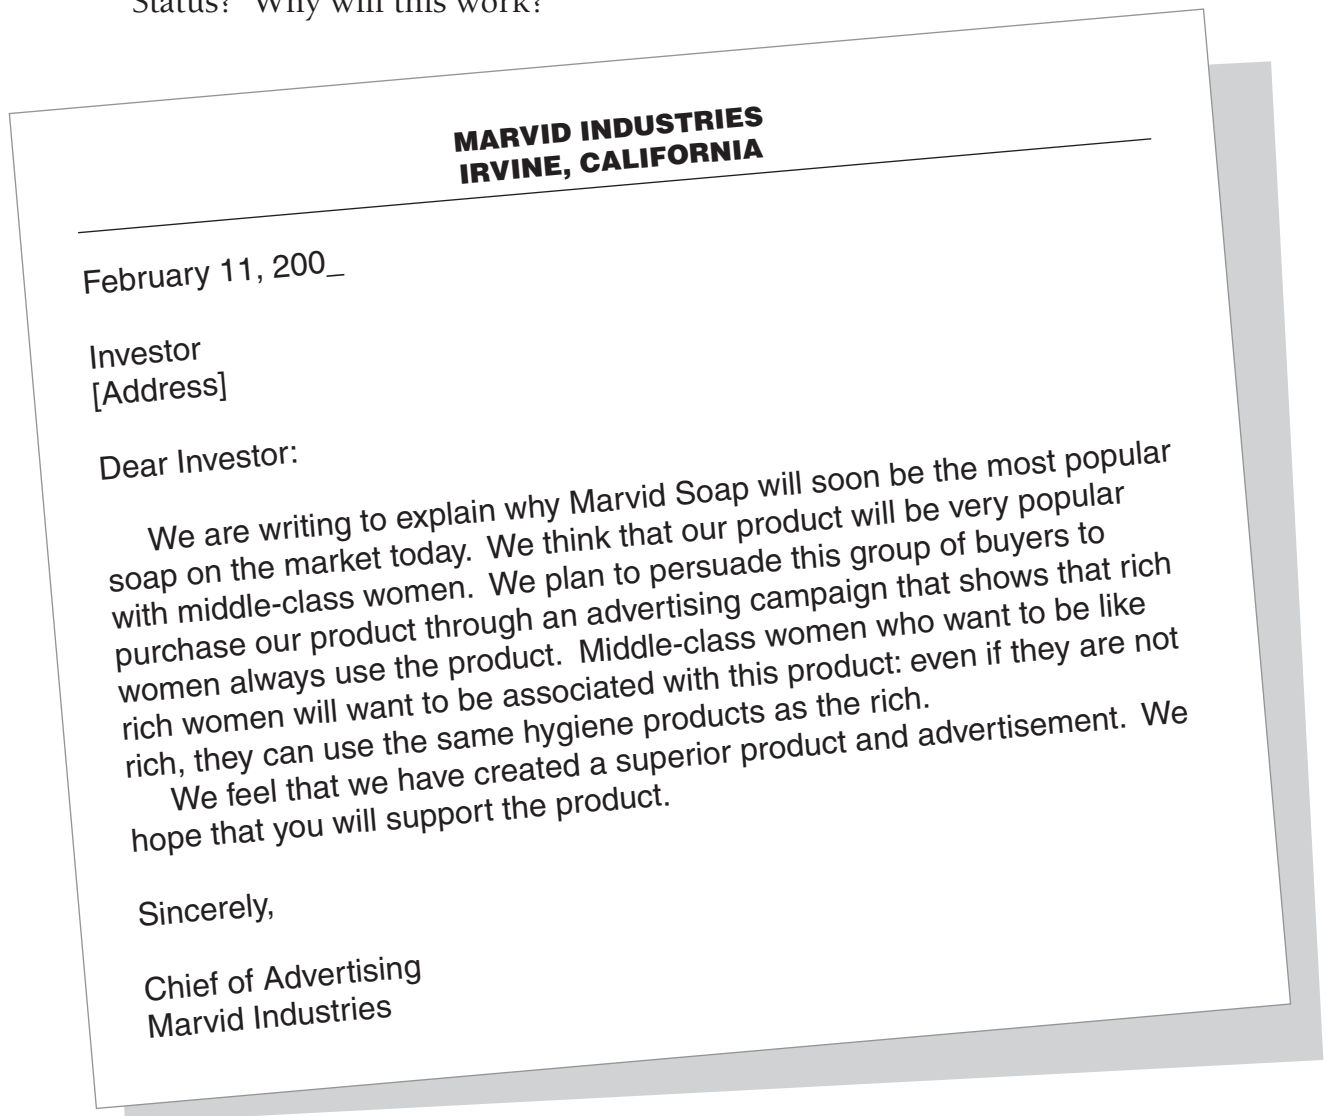 Status?  Why will this work?
MARVID INDUSTRIES
IRVINE, CALIFORNIA
February 11, 200_
Investor
[Address]
Dear Investor:
We are writing to explain why Marvid Soap will soon be the most popular
soap on the market today.  We think that our product will be very popular
with middle-class women.  We plan to persuade this group of buyers to
purchase our product through an advertising campaign that shows that rich
women always use the product.  Middle-class women who want to be like
rich women will want to be associated with this product: even if they are not
rich, they can use the same hygiene products as the rich.
We feel that we have created a superior product and advertisement.  We
hope that you will support the product.
Sincerely,
Chief of Advertising
Marvid Industries